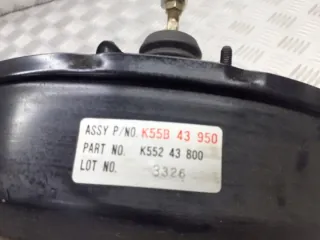 ASSY P/NO. K55B 43 950
PART NO. K552 43 800
LOT NO. 3326